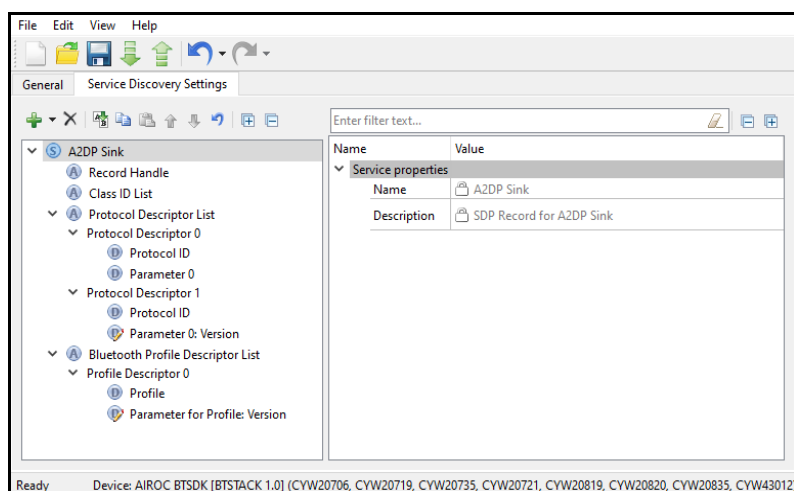 File Edit View Help
General Service Discovery Settings
Enter filter text...
Name Value
S A2DP Sink
Service properties
A Record Handle
Name A2DP Sink
A Class ID List
Description SDP Record for A2DP Sink
A Protocol Descriptor List
Protocol Descriptor 0
D Protocol ID
D Parameter 0
Protocol Descriptor 1
D Protocol ID
D Parameter 0: Version
A Bluetooth Profile Descriptor List
Profile Descriptor 0
D Profile
D Parameter for Profile: Version
Ready Device: AIROC BTSDK [BTSTACK 1.0] (CYW20706, CYW20719, CYW20735, CYW20721, CYW20819, CYW20820, CYW20835, CYW43012)